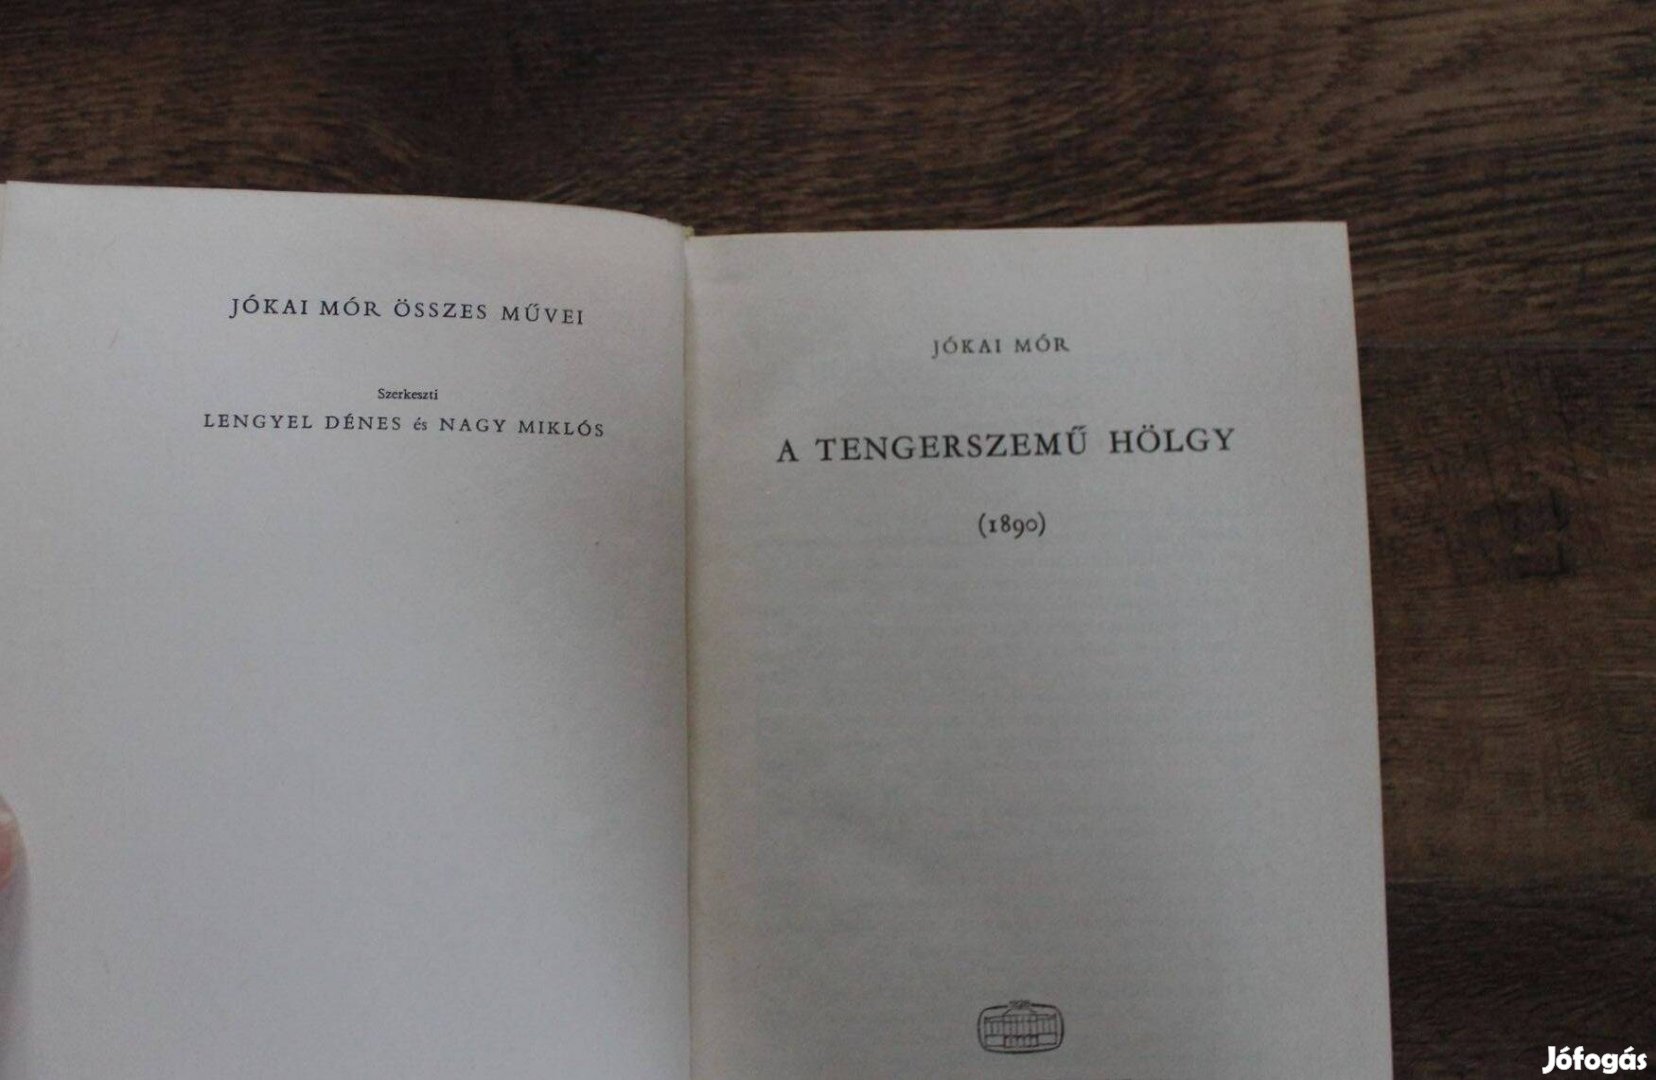 JÓKAI MÓR ÖSSZES MŰVEI
Szerkeszti
LENGYEL DÉNES és NAGY MIKLÓS
JÓKAI MÓR
A TENGERSZEMŰ HÖLGY
(1890)
Jófogás